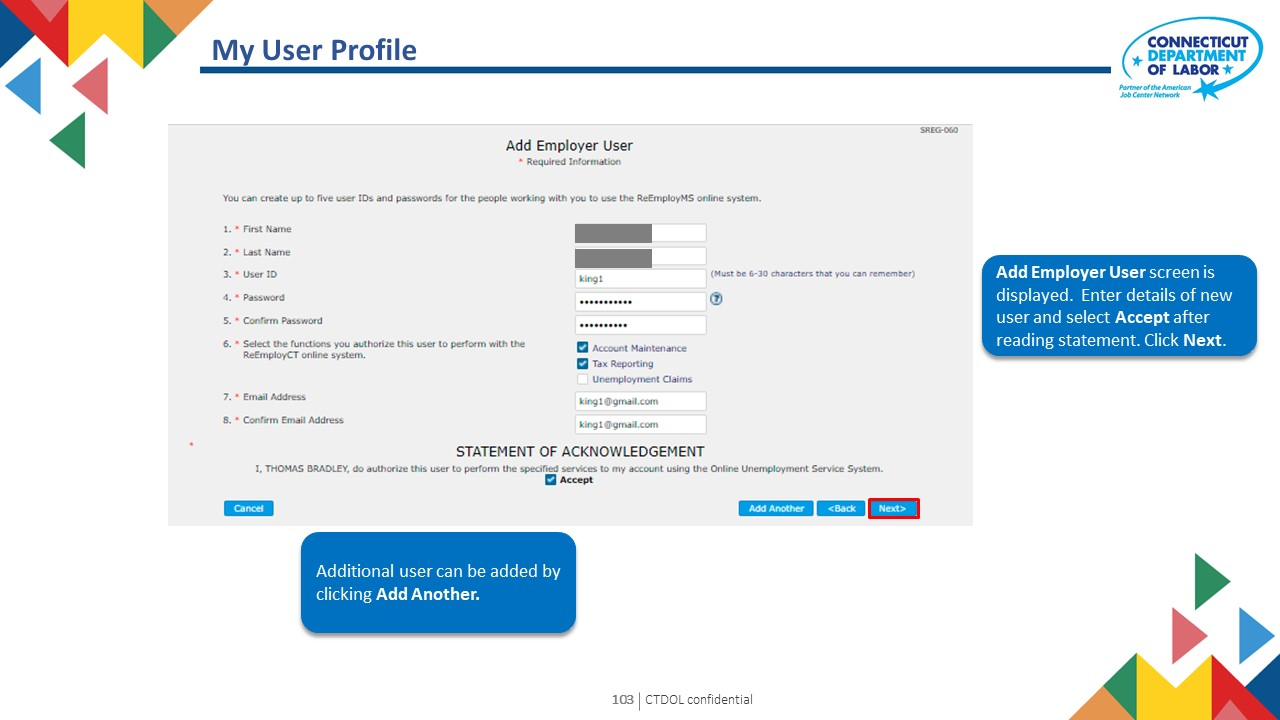 My User Profile
CONNECTICUT
DEPARTMENT
OF LABOR
Partner of the American
Job Center Network
SREG-060
Add Employer User
* Required Information
You can create up to five user IDs and passwords for the people working with you to use the ReEmployMS online system.
1. * First Name
2. * Last Name
3. * User ID
king1
(Must be 6-30 characters that you can remember)
4. * Password
•••••••••••
?
5. * Confirm Password
••••••••••
6. * Select the functions you authorize this user to perform with the
ReEmployCT online system.
Account Maintenance
Tax Reporting
Unemployment Claims
7. * Email Address
king1@gmail.com
8. * Confirm Email Address
king1@gmail.com
*
STATEMENT OF ACKNOWLEDGEMENT
I, THOMAS BRADLEY, do authorize this user to perform the specified services to my account using the Online Unemployment Service System.
Accept
Cancel
Add Another
<Back
Next>
Add Employer User screen is
displayed. Enter details of new
user and select Accept after
reading statement. Click Next.
Additional user can be added by
clicking Add Another.
103 | CTDOL confidential